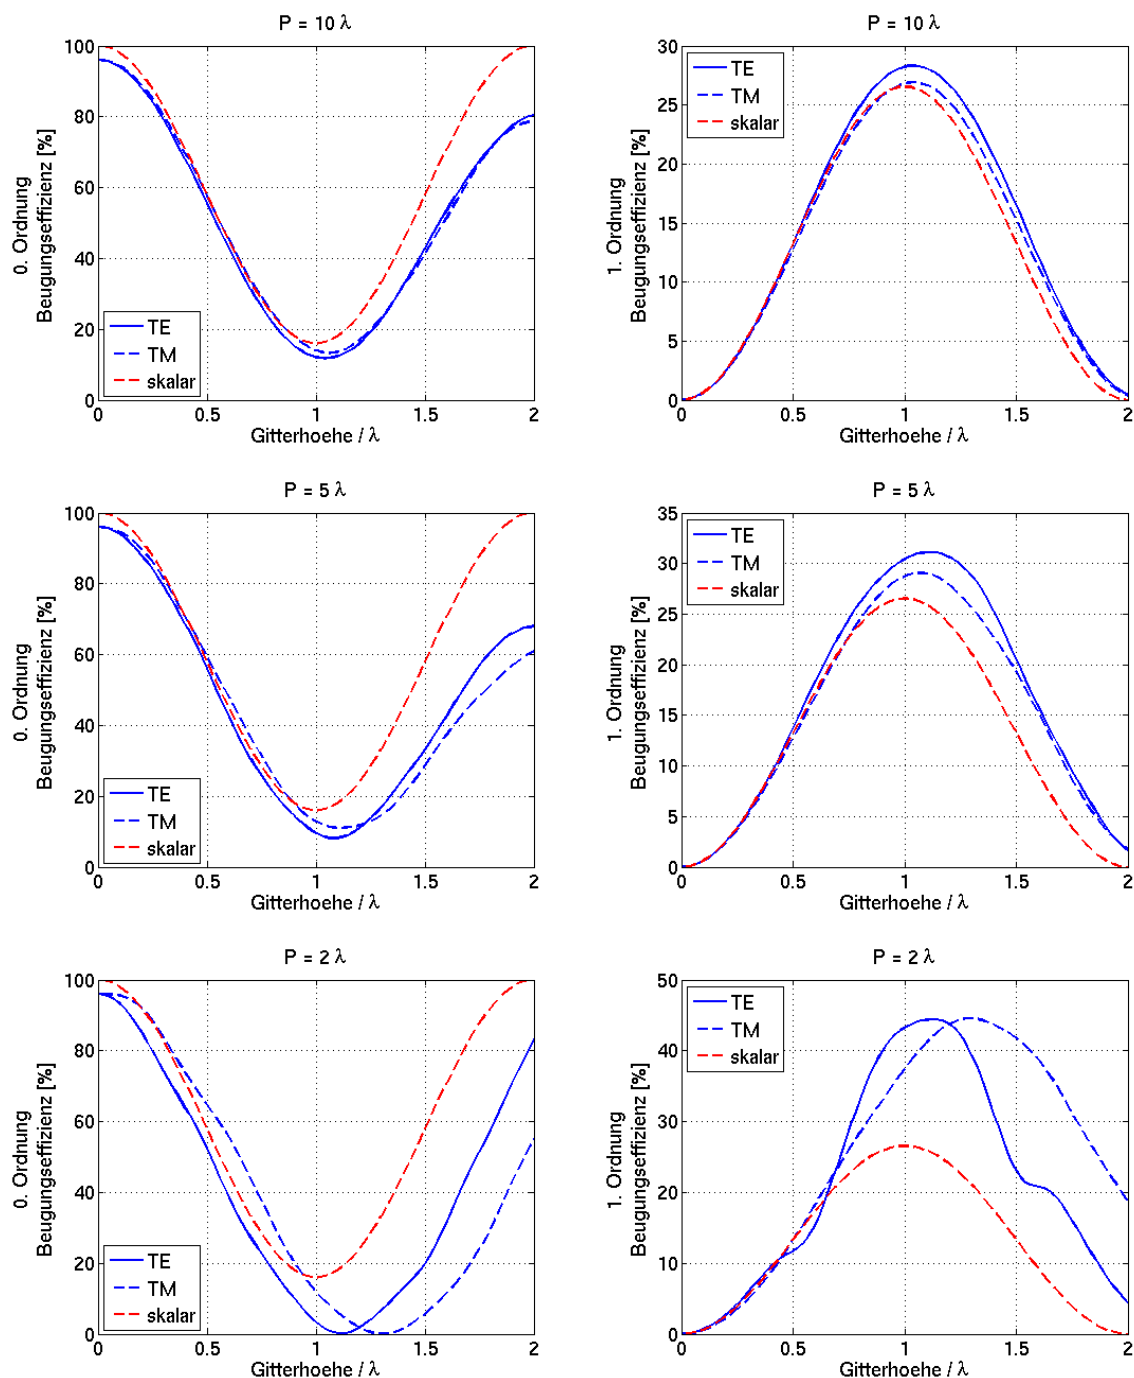 P = 10 λ
0. Ordnung
Beugungseffizienz [%]
100
80
60
40
20
0
TE
TM
skalar
0 0.5 1 1.5 2
Gitterhoehe / λ
P = 10 λ
1. Ordnung
Beugungseffizienz [%]
30
25
20
15
10
5
0
TE
TM
skalar
0 0.5 1 1.5 2
Gitterhoehe / λ
P = 5 λ
0. Ordnung
Beugungseffizienz [%]
100
80
60
40
20
0
TE
TM
skalar
0 0.5 1 1.5 2
Gitterhoehe / λ
P = 5 λ
1. Ordnung
Beugungseffizienz [%]
35
30
25
20
15
10
5
0
TE
TM
skalar
0 0.5 1 1.5 2
Gitterhoehe / λ
P = 2 λ
0. Ordnung
Beugungseffizienz [%]
100
80
60
40
20
0
TE
TM
skalar
0 0.5 1 1.5 2
Gitterhoehe / λ
P = 2 λ
1. Ordnung
Beugungseffizienz [%]
50
40
30
20
10
0
TE
TM
skalar
0 0.5 1 1.5 2
Gitterhoehe / λ